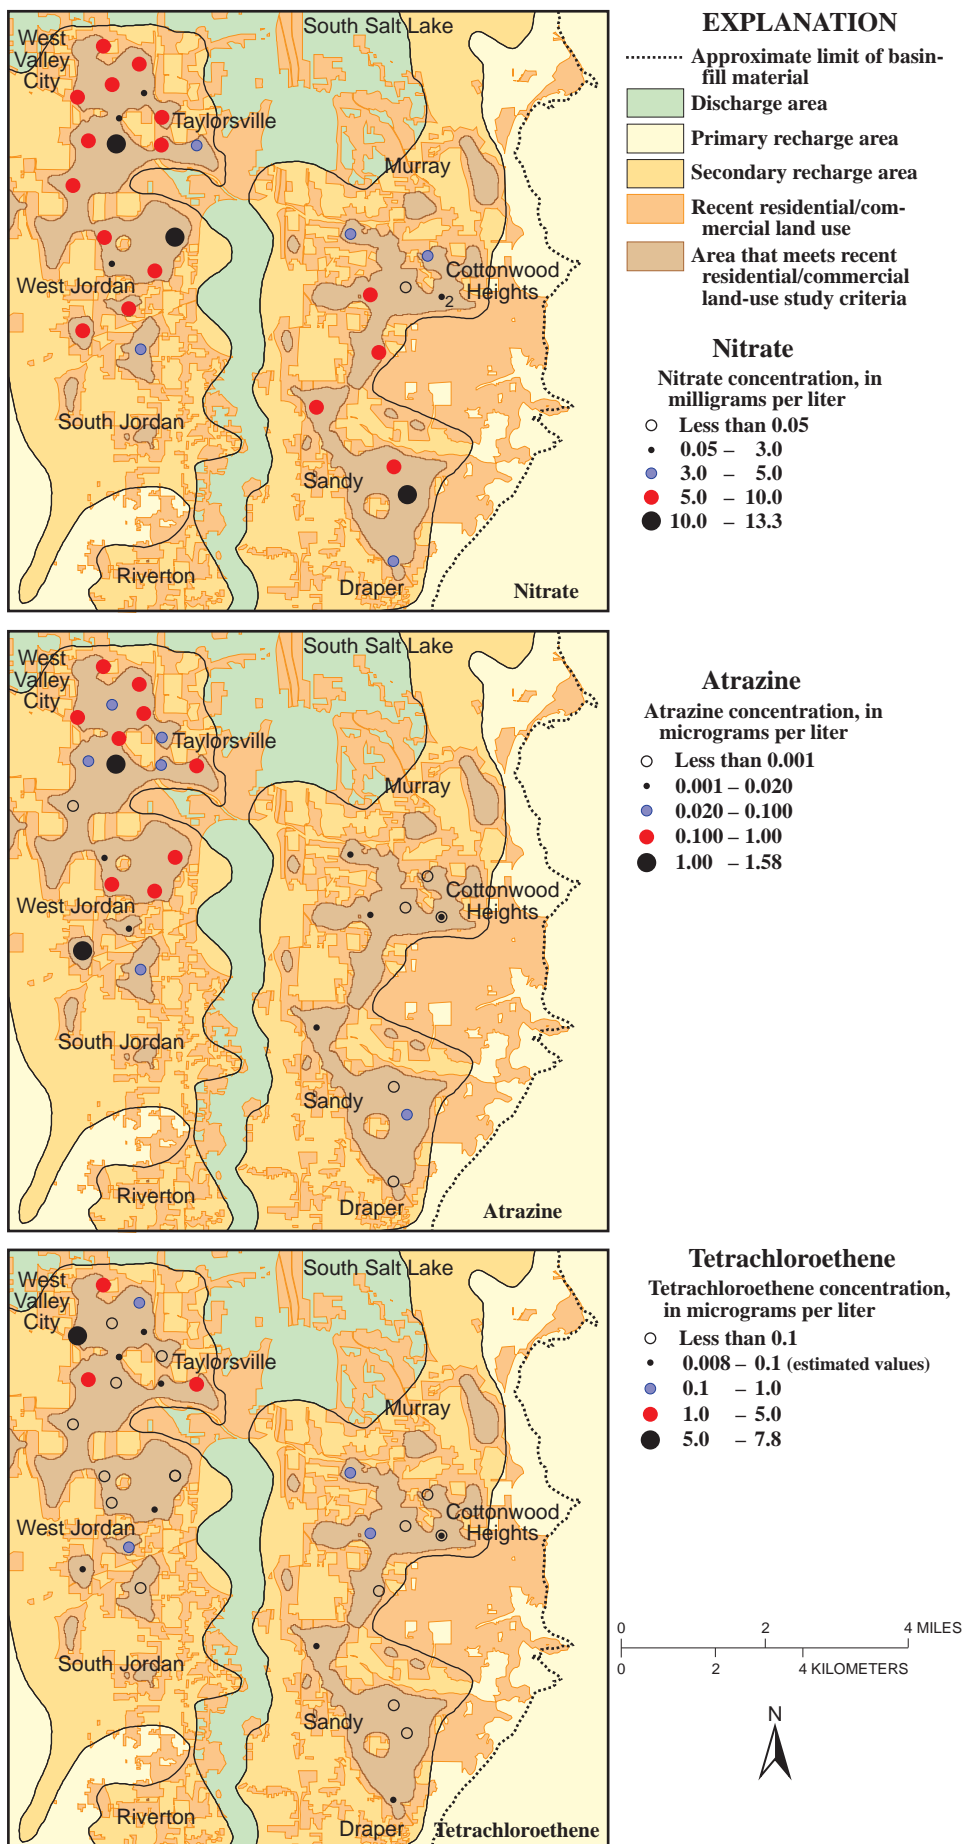 South Salt Lake
West
Valley
City
Taylorsville
Murray
Cottonwood
Heights
2
West Jordan
South Jordan
Sandy
Riverton
Draper
Nitrate
EXPLANATION
Approximate limit of basin-
fill material
Discharge area
Primary recharge area
Secondary recharge area
Recent residential/com-
mercial land use
Area that meets recent
residential/commercial
land-use study criteria
Nitrate
Nitrate concentration, in
milligrams per liter
Less than 0.05
0.05 – 3.0
3.0 – 5.0
5.0 – 10.0
10.0 – 13.3
South Salt Lake
West
Valley
City
Taylorsville
Murray
Cottonwood
Heights
West Jordan
South Jordan
Sandy
Riverton
Draper
Atrazine
Atrazine
Atrazine concentration, in
micrograms per liter
Less than 0.001
0.001 – 0.020
0.020 – 0.100
0.100 – 1.00
1.00 – 1.58
South Salt Lake
West
Valley
City
Taylorsville
Murray
Cottonwood
Heights
West Jordan
South Jordan
Sandy
Riverton
Draper
Tetrachloroethene
Tetrachloroethene
Tetrachloroethene concentration,
in micrograms per liter
Less than 0.1
0.008 – 0.1 (estimated values)
0.1 – 1.0
1.0 – 5.0
5.0 – 7.8
0 2 4 MILES
0 2 4 KILOMETERS
N